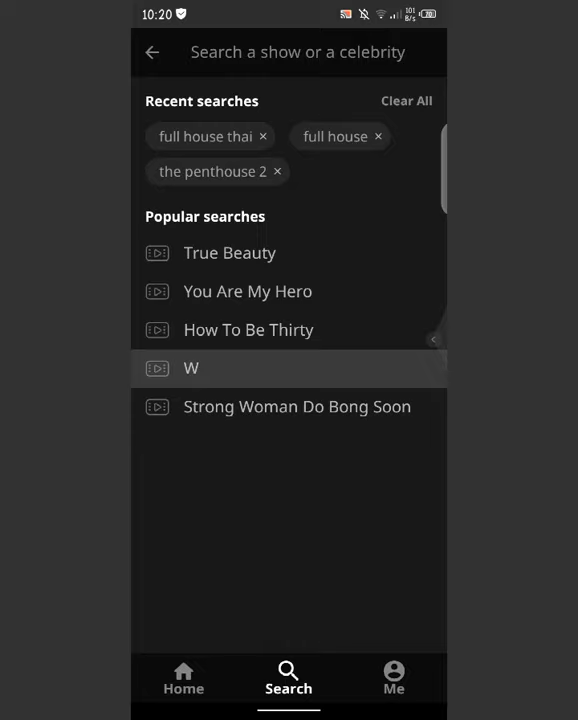 10:20
101
B/s
70
Search a show or a celebrity
Recent searches
Clear All
full house thai ×
full house ×
the penthouse 2 ×
Popular searches
True Beauty
You Are My Hero
How To Be Thirty
W
Strong Woman Do Bong Soon
Home
Search
Me